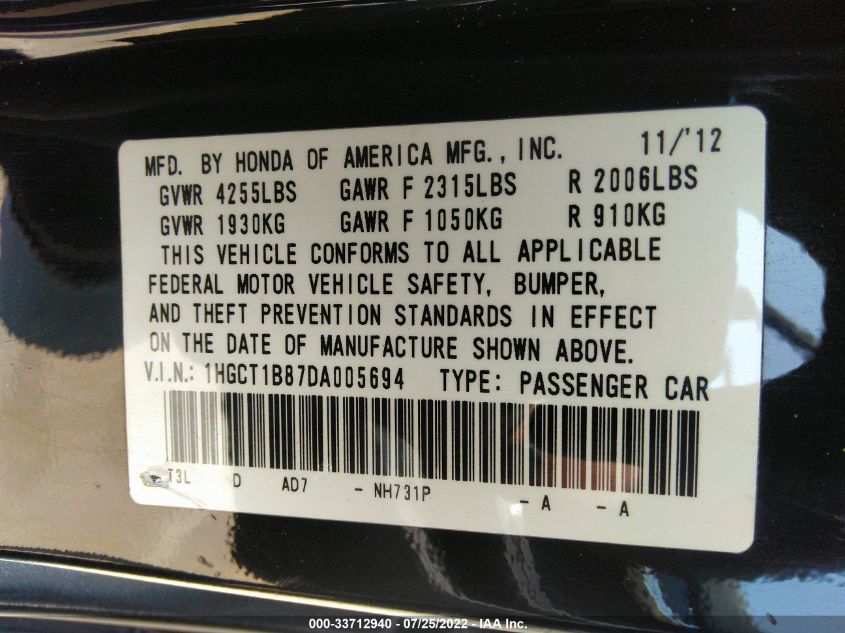 MFD. BY HONDA OF AMERICA MFG., INC. 11/'12
GVWR 4255LBS GAWR F 2315LBS R 2006LBS
GVWR 1930KG GAWR F 1050KG R 910KG
THIS VEHICLE CONFORMS TO ALL APPLICABLE
FEDERAL MOTOR VEHICLE SAFETY, BUMPER,
AND THEFT PREVENTION STANDARDS IN EFFECT
ON THE DATE OF MANUFACTURE SHOWN ABOVE.
V.I.N.: 1HGCT1B87DA005694 TYPE: PASSENGER CAR
T3L D AD7 - NH731P - A - A
000-33712940 - 07/25/2022 - IAA Inc.